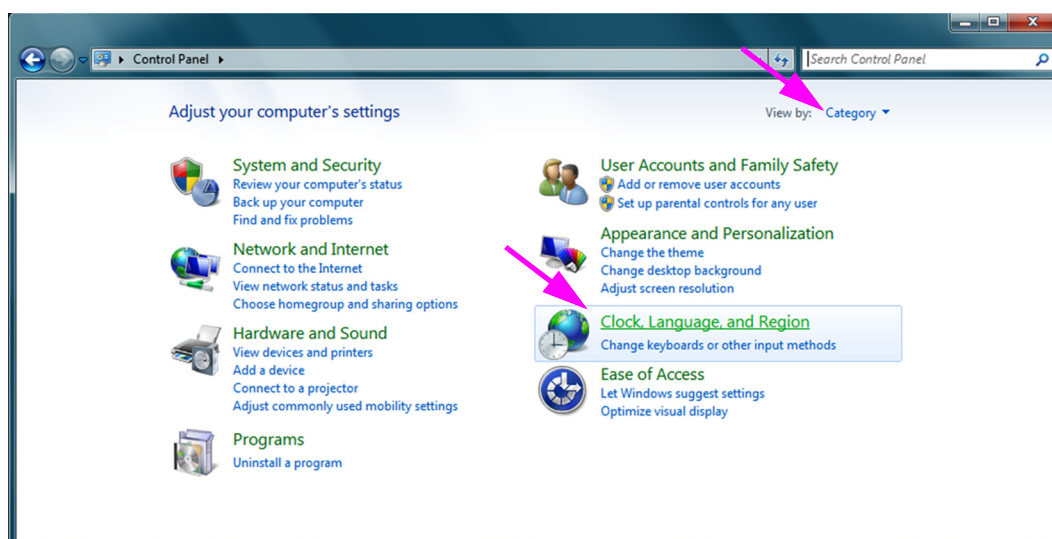 Control Panel
Search Control Panel
Adjust your computer's settings
View by: Category
System and Security
Review your computer's status
Back up your computer
Find and fix problems
Network and Internet
Connect to the Internet
View network status and tasks
Choose homegroup and sharing options
Hardware and Sound
View devices and printers
Add a device
Connect to a projector
Adjust commonly used mobility settings
Programs
Uninstall a program
User Accounts and Family Safety
Add or remove user accounts
Set up parental controls for any user
Appearance and Personalization
Change the theme
Change desktop background
Adjust screen resolution
Clock, Language, and Region
Change keyboards or other input methods
Ease of Access
Let Windows suggest settings
Optimize visual display